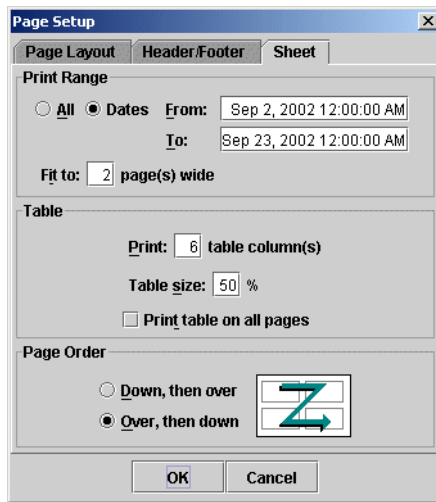 Page Setup
Page Layout Header/Footer Sheet
Print Range
All Dates From: Sep 2, 2002 12:00:00 AM
To: Sep 23, 2002 12:00:00 AM
Fit to: 2 page(s) wide
Table
Print: 6 table column(s)
Table size: 50 %
Print table on all pages
Page Order
Down, then over
Over, then down
OK Cancel